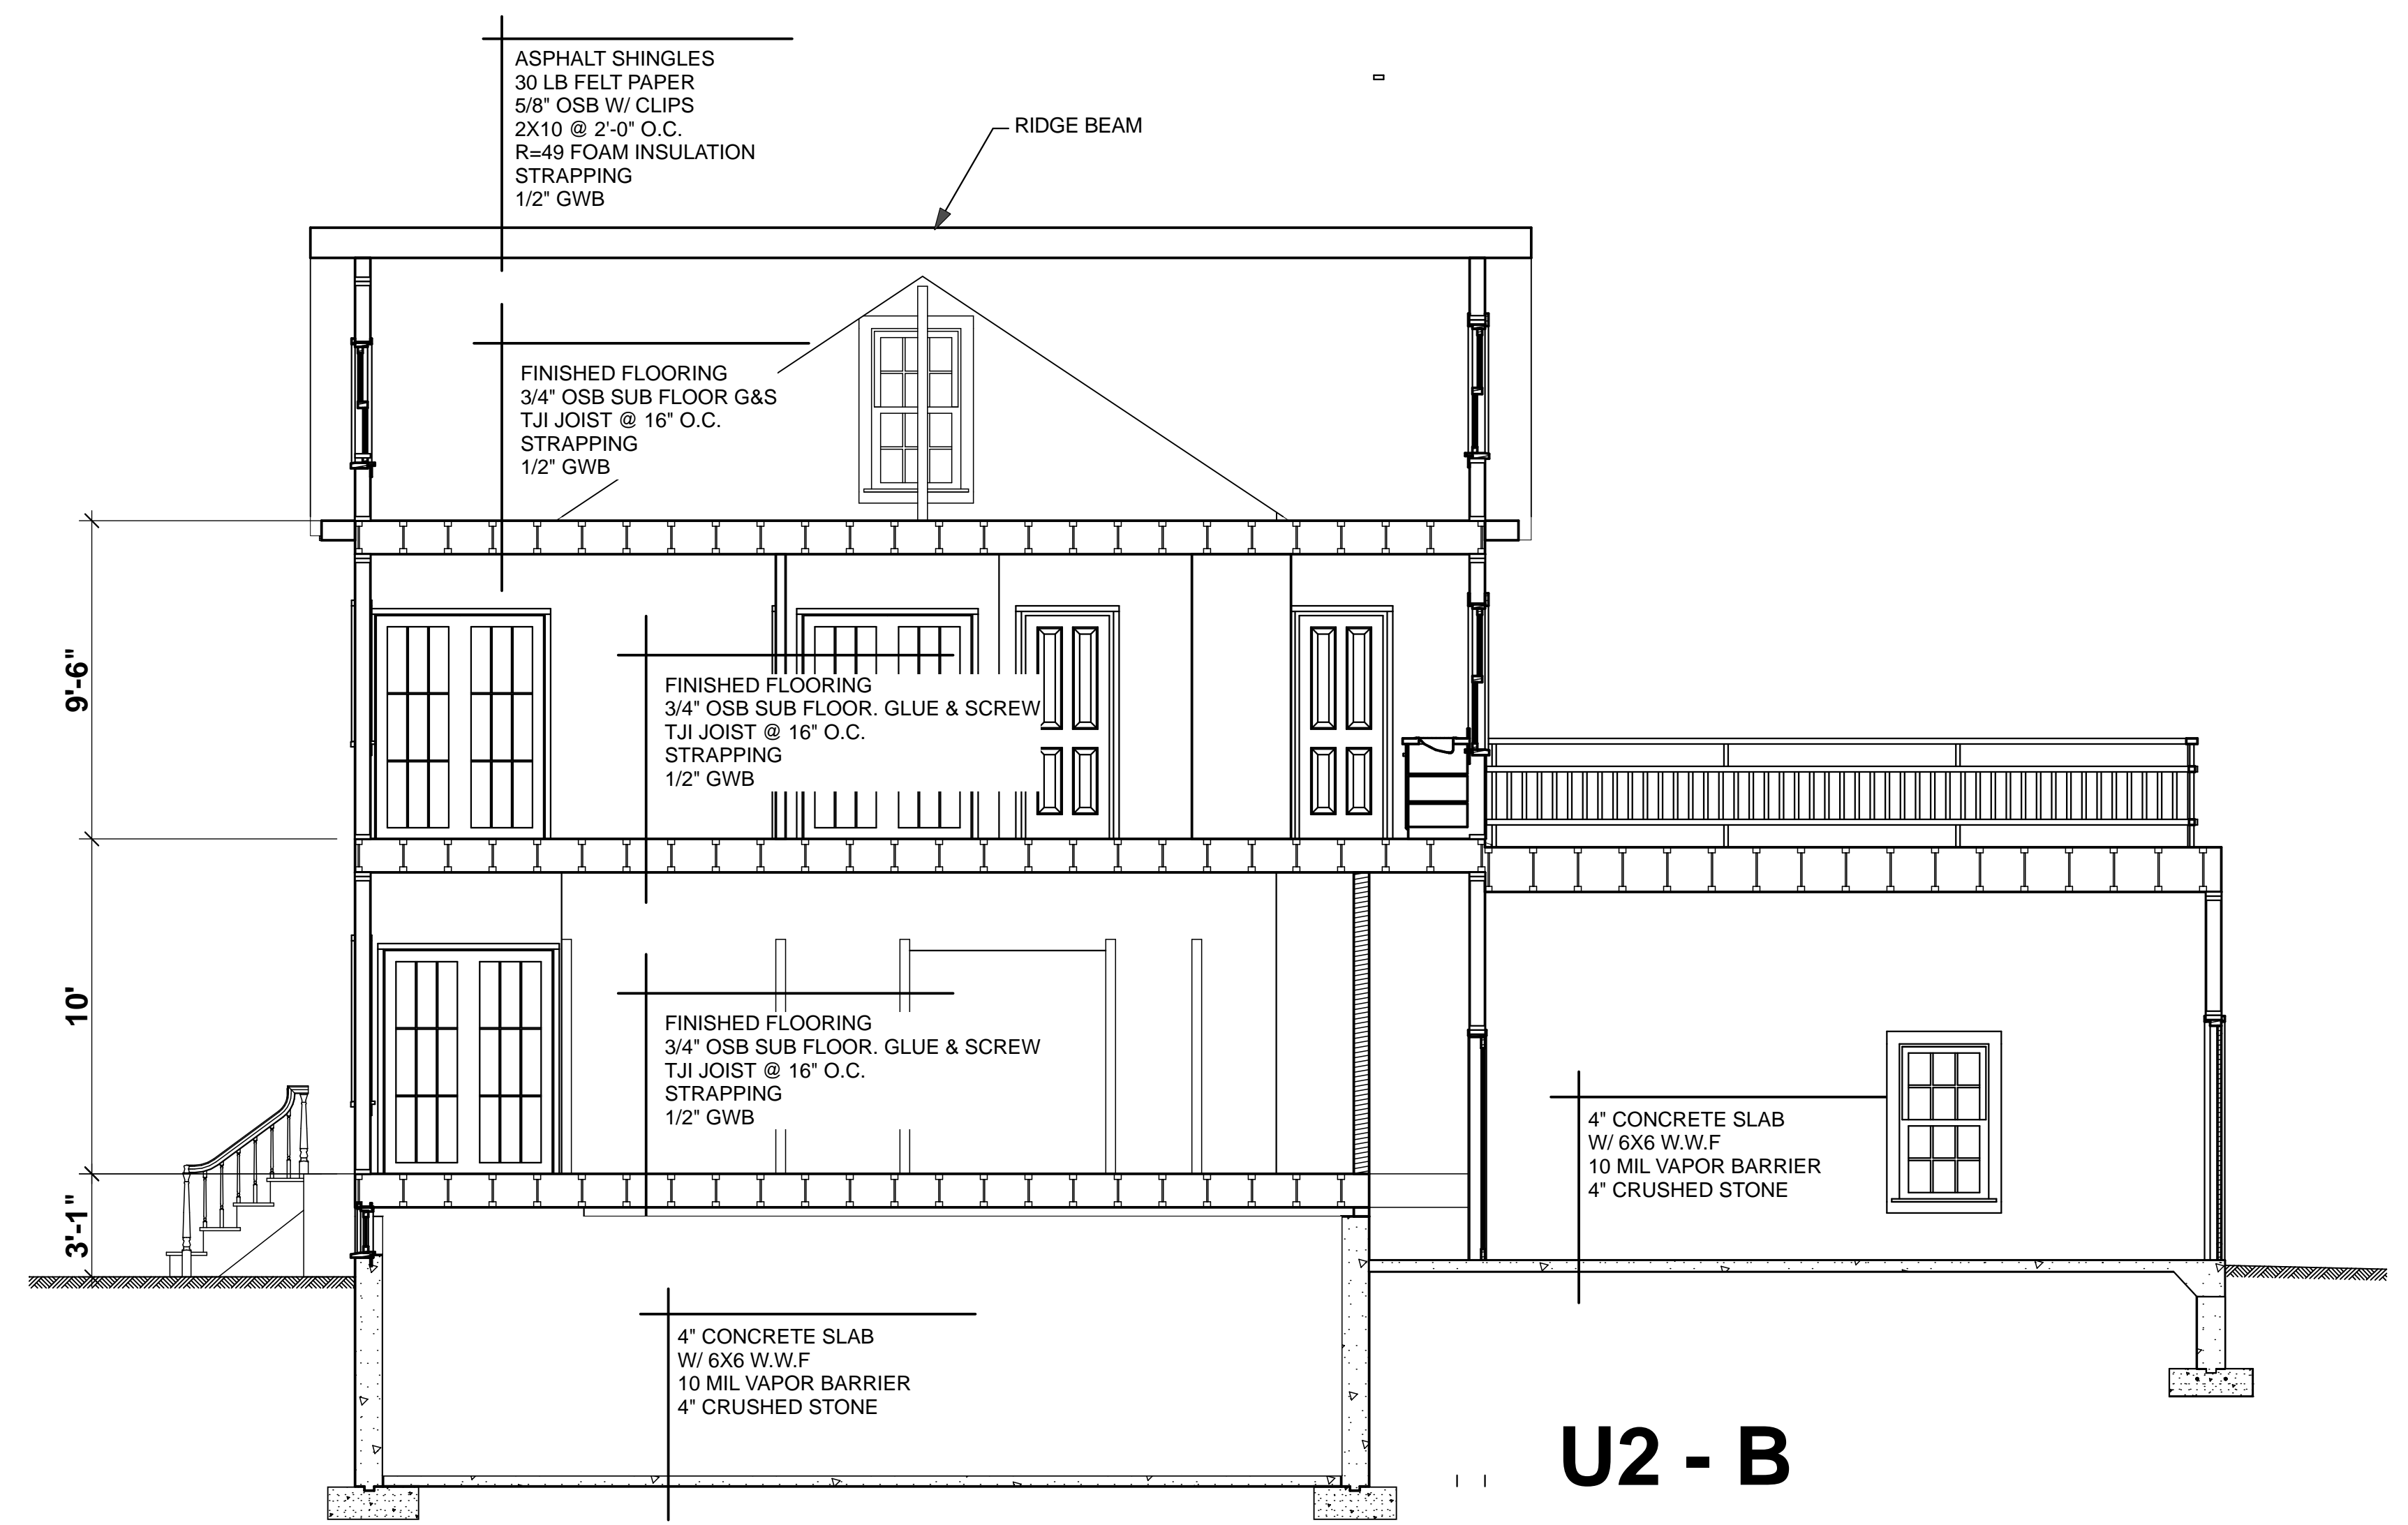 ASPHALT SHINGLES
30 LB FELT PAPER
5/8" OSB W/ CLIPS
2X10 @ 2'-0" O.C.
R=49 FOAM INSULATION
STRAPPING
1/2" GWB
RIDGE BEAM
FINISHED FLOORING
3/4" OSB SUB FLOOR G&S
TJI JOIST @ 16" O.C.
STRAPPING
1/2" GWB
9'-6"
FINISHED FLOORING
3/4" OSB SUB FLOOR. GLUE & SCREW
TJI JOIST @ 16" O.C.
STRAPPING
1/2" GWB
10'
FINISHED FLOORING
3/4" OSB SUB FLOOR. GLUE & SCREW
TJI JOIST @ 16" O.C.
STRAPPING
1/2" GWB
4" CONCRETE SLAB
W/ 6X6 W.W.F
10 MIL VAPOR BARRIER
4" CRUSHED STONE
3'-1"
4" CONCRETE SLAB
W/ 6X6 W.W.F
10 MIL VAPOR BARRIER
4" CRUSHED STONE
U2 - B